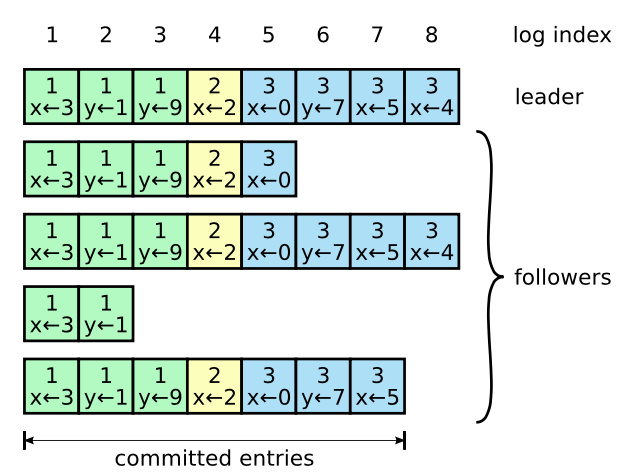 1 2 3 4 5 6 7 8 log index
1 1 1 2 3 3 3 3
x←3 y←1 y←9 x←2 x←0 y←7 x←5 x←4
leader
1 1 1 2 3
x←3 y←1 y←9 x←2 x←0
1 1 1 2 3 3 3 3
x←3 y←1 y←9 x←2 x←0 y←7 x←5 x←4
followers
1 1
x←3 y←1
1 1 1 2 3 3 3
x←3 y←1 y←9 x←2 x←0 y←7 x←5
committed entries